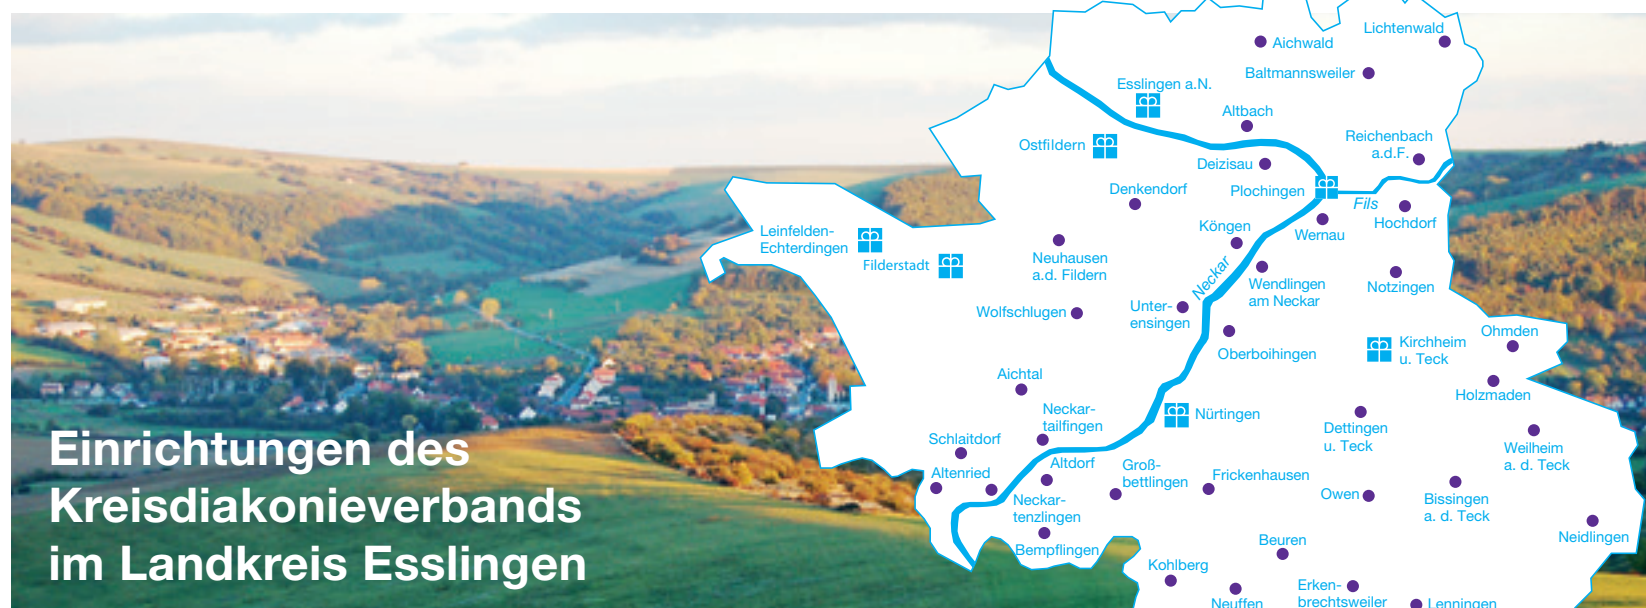 Einrichtungen des
Kreisdiakonieverbands
im Landkreis Esslingen
Lichtenwald
Aichwald
Baltmannsweiler
Esslingen a.N.
Altbach
Reichenbach
a.d.F.
Ostfildern
Deizisau
Denkendorf
Plochingen
Fils
Hochdorf
Köngen
Wernau
Leinfelden-
Echterdingen
Filderstadt
Neuhausen
a.d. Fildern
Neckar
Wendlingen
am Neckar
Notzingen
Wolfschlugen
Unter-
ensingen
Oberboihingen
Kirchheim
u. Teck
Ohmden
Aichtal
Holzmaden
Neckar-
tailfingen
Nürtingen
Dettingen
u. Teck
Schlaitdorf
Weilheim
a. d. Teck
Altenried
Altdorf
Groß-
bettlingen
Frickenhausen
Owen
Bissingen
a. d. Teck
Neckar-
tenzlingen
Bempflingen
Beuren
Neidlingen
Kohlberg
Erken-
brechtsweiler
Neuffen
Lenningen